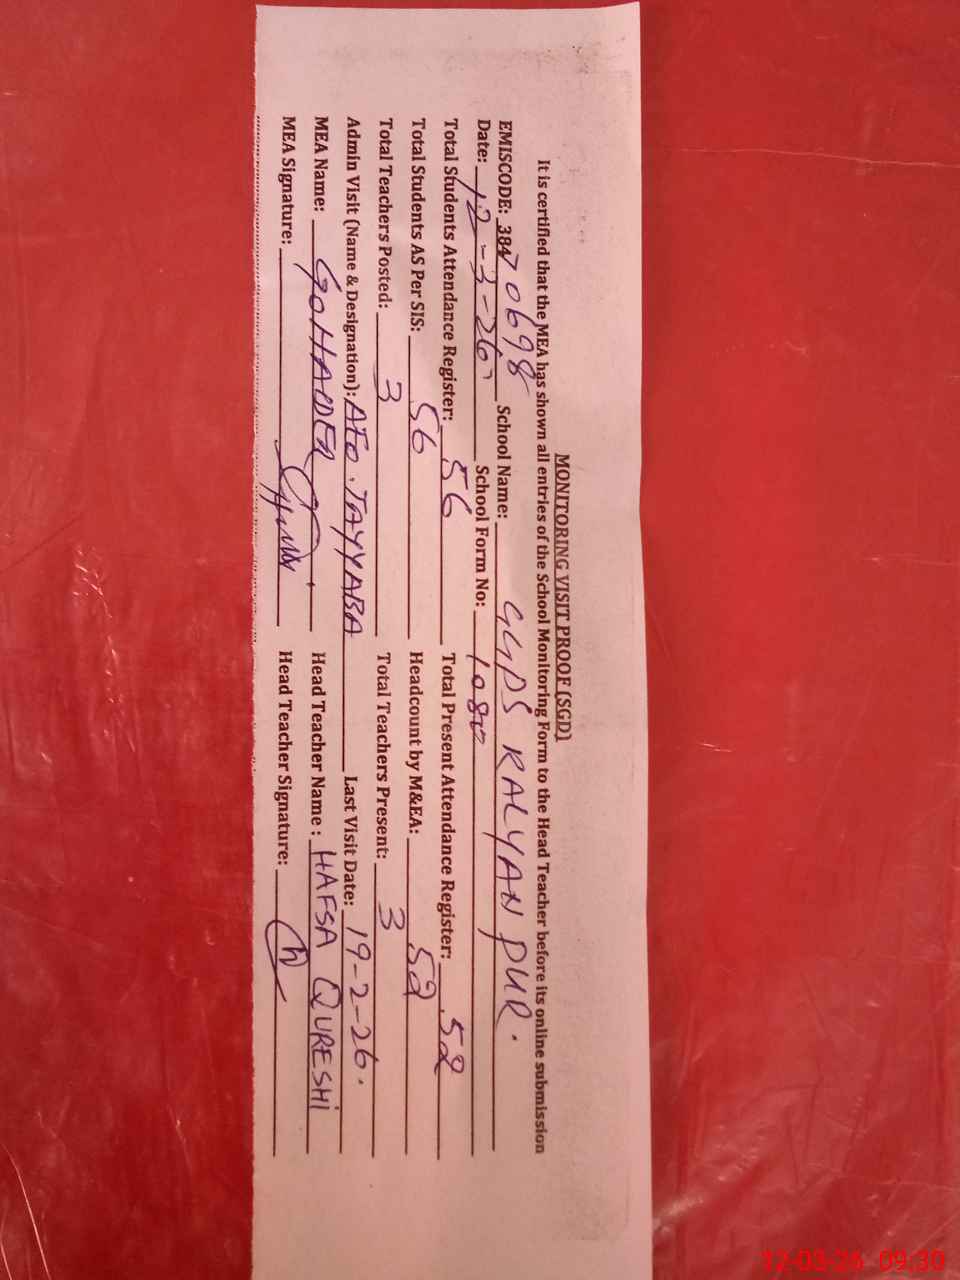 MONITORING VISIT PROOF (SGD)
It is certified that the MEA has shown all entries of the School Monitoring Form to the Head Teacher before its online submission
EMISCODE: 38470698 School Name: GGPS RALYAN PUR.
Date: 12-3-26 School Form No: 1080
Total Students Attendance Register: 56 Total Present Attendance Register: 52
Total Students AS Per SIS: 56 Headcount by M&EA: 52
Total Teachers Posted: 3 Total Teachers Present: 3
Admin Visit (Name & Designation): AEO. TAYYABA Last Visit Date: 19-2-26.
MEA Name: Head Teacher Name : HAFSA QURESHI
MEA Signature: Head Teacher Signature:
12-03-26 09:30